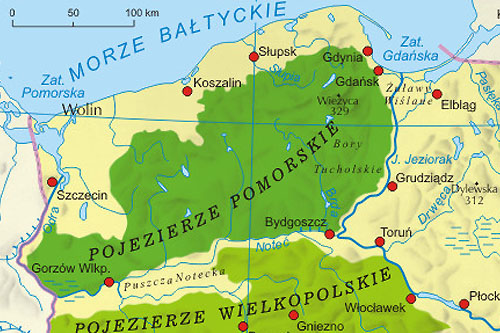 0 50 100 km
MORZE BAŁTYCKIE
Zat.
Pomorska
Wolin
Koszalin
Słupsk
Słupia
Gdynia
Zat.
Gdańska
Gdańsk
Żuławy
Wiślane
Elbląg
Wieżyca
329
Bory
Tucholskie
J. Jeziorak
Grudziądz
Drwęca
Dylewska
312
Szczecin
Odra
POJEZIERZE POMORSKIE
Brda
Bydgoszcz
Toruń
Noteć
Gorzów Wlkp.
Puszcza Notecka
POJEZIERZE WIELKOPOLSKIE
Włocławek
Płock
Gniezno